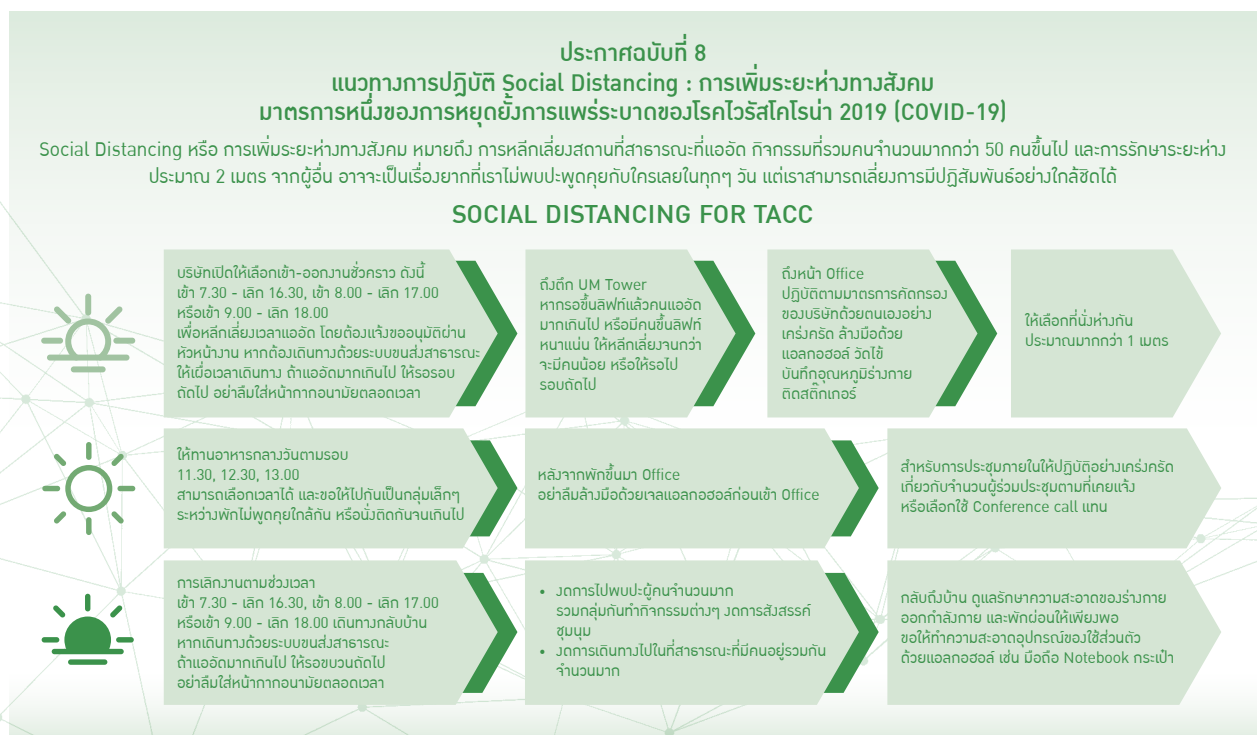 ประกาศฉบับที่ 8
แนวทางการปฏิบัติ Social Distancing : การเพิ่มระยะห่างทางสังคม
มาตรการหนึ่งของการหยุดยั้งการแพร่ระบาดของโรคไวรัสโคโรน่า 2019 (COVID-19)
Social Distancing หรือ การเพิ่มระยะห่างทางสังคม หมายถึง การหลีกเลี่ยงสถานที่สาธารณะที่แออัด กิจกรรมที่รวมคนจำนวนมากกว่า 50 คนขึ้นไป และการรักษาระยะห่าง
ประมาณ 2 เมตร จากผู้อื่น อาจจะเป็นเรื่องยากที่เราไม่พบปะพูดคุยกับใครเลยในทุกๆ วัน แต่เราสามารถเลี่ยงการมีปฏิสัมพันธ์อย่างใกล้ชิดได้
SOCIAL DISTANCING FOR TACC
บริษัทเปิดให้เลือกเข้า-ออกงานชั่วคราว ดังนี้
เข้า 7.30 - เลิก 16.30, เข้า 8.00 - เลิก 17.00
หรือเข้า 9.00 - เลิก 18.00
เพื่อหลีกเลี่ยงเวลาแออัด โดยต้องแจ้งขออนุมัติผ่าน
หัวหน้างาน หากต้องเดินทางด้วยระบบขนส่งสาธารณะ
ให้เผื่อเวลาเดินทาง ถ้าแออัดมากเกินไป ให้รอรอบ
ถัดไป อย่าลืมใส่หน้ากากอนามัยตลอดเวลา
ถึงตึก UM Tower
หากรอขึ้นลิฟท์แล้วคนแออัด
มากเกินไป หรือมีคนขึ้นลิฟท์
หนาแน่น ให้หลีกเลี่ยงจนกว่า
จะมีคนน้อย หรือให้รอไป
รอบถัดไป
ถึงหน้า Office
ปฏิบัติตามมาตรการคัดกรอง
ของบริษัทด้วยตนเองอย่าง
เคร่งครัด ล้างมือด้วย
แอลกอฮอล์ วัดไข้
บันทึกอุณหภูมิร่างกาย
ติดสติ๊กเกอร์
ให้เลือกที่นั่งห่างกัน
ประมาณมากกว่า 1 เมตร
ให้ทานอาหารกลางวันตามรอบ
11.30, 12.30, 13.00
สามารถเลือกเวลาได้ และขอให้ไปกันเป็นกลุ่มเล็กๆ
ระหว่างพักไม่พูดคุยใกล้กัน หรือนั่งติดกันจนเกินไป
หลังจากพักขึ้นมา Office
อย่าลืมล้างมือด้วยเจลแอลกอฮอล์ก่อนเข้า Office
สำหรับการประชุมภายในให้ปฏิบัติอย่างเคร่งครัด
เกี่ยวกับจำนวนผู้ร่วมประชุมตามที่เคยแจ้ง
หรือเลือกใช้ Conference call แทน
การเลิกงานตามช่วงเวลา
เข้า 7.30 - เลิก 16.30, เข้า 8.00 - เลิก 17.00
หรือเข้า 9.00 - เลิก 18.00 เดินทางกลับบ้าน
หากเดินทางด้วยระบบขนส่งสาธารณะ
ถ้าแออัดมากเกินไป ให้รอขบวนถัดไป
อย่าลืมใส่หน้ากากอนามัยตลอดเวลา
• งดการไปพบปะผู้คนจำนวนมาก
รวมกลุ่มกันทำกิจกรรมต่างๆ งดการสังสรรค์
ชุมนุม
• งดการเดินทางไปในที่สาธารณะที่มีคนอยู่รวมกัน
จำนวนมาก
กลับถึงบ้าน ดูแลรักษาความสะอาดของร่างกาย
ออกกำลังกาย และพักผ่อนให้เพียงพอ
ขอให้ทำความสะอาดอุปกรณ์ของใช้ส่วนตัว
ด้วยแอลกอฮอล์ เช่น มือถือ Notebook กระเป๋า